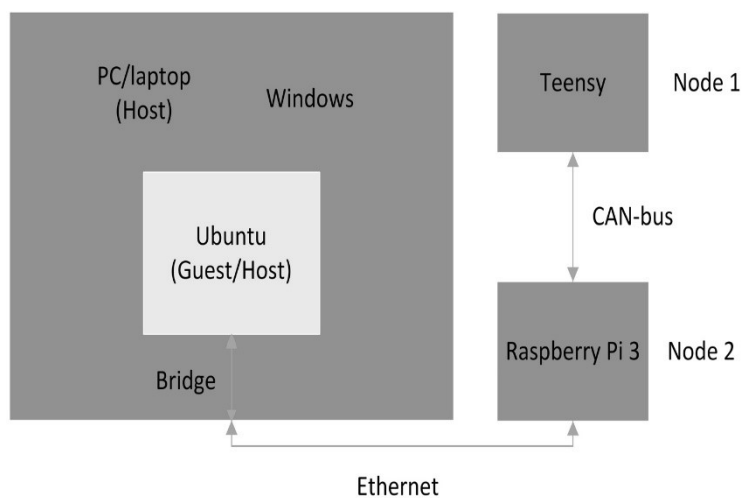 PC/laptop
(Host)
Windows
Ubuntu
(Guest/Host)
Bridge
Teensy
Node 1
CAN-bus
Raspberry Pi 3
Node 2
Ethernet